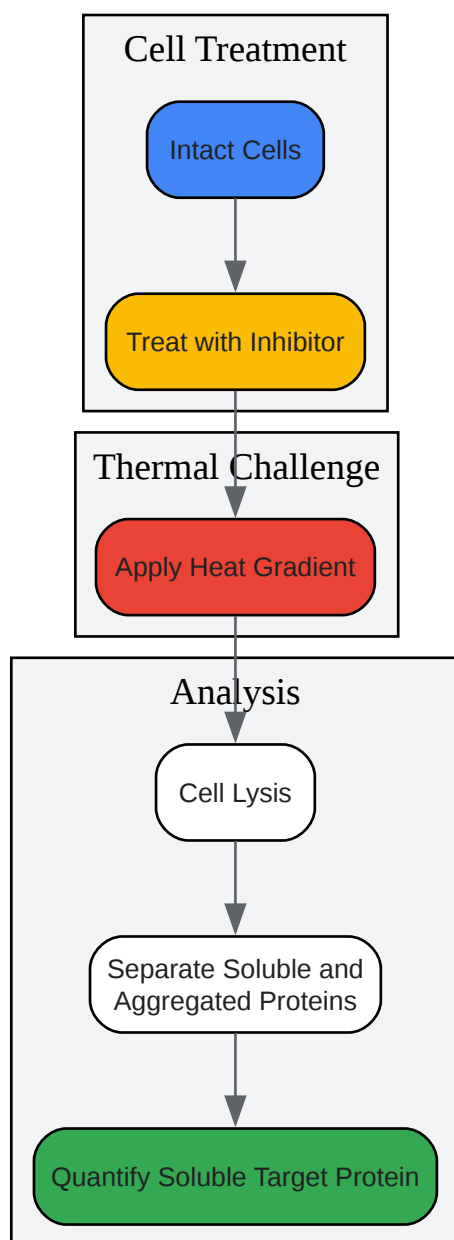 Cell Treatment
Intact Cells
Treat with Inhibitor
Thermal Challenge
Apply Heat Gradient
Analysis
Cell Lysis
Separate Soluble and
Aggregated Proteins
Quantify Soluble Target Protein